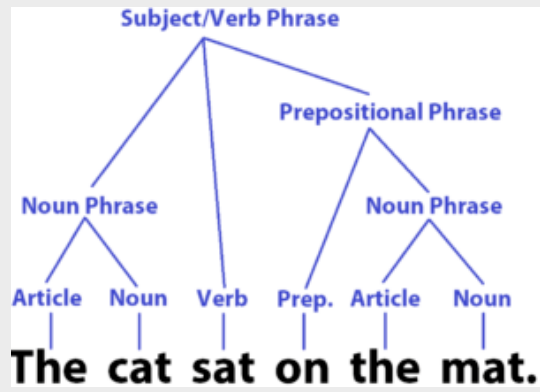 Subject/Verb Phrase
Prepositional Phrase
Noun Phrase Noun Phrase
Article Noun Verb Prep. Article Noun
The cat sat on the mat.